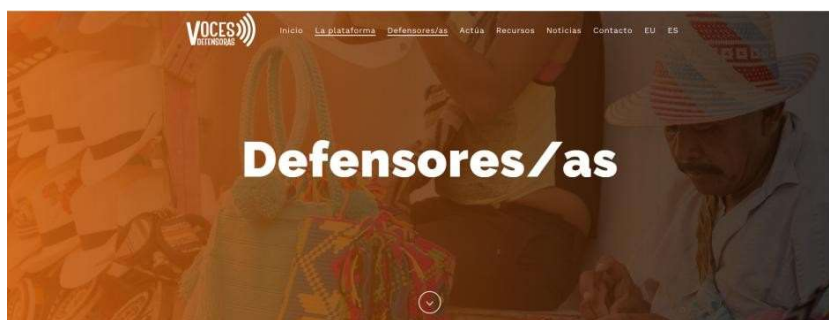 VOCES
DEFENSORAS
Inicio La plataforma Defensores/as Actúa Recursos Noticias Contacto EU ES
Defensores/as